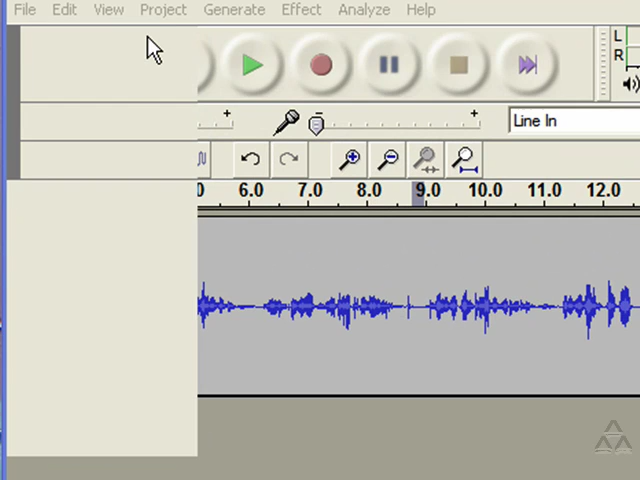 File Edit View Project Generate Effect Analyze Help
L
R
+ +
Line In
0 6.0 7.0 8.0 9.0 10.0 11.0 12.0